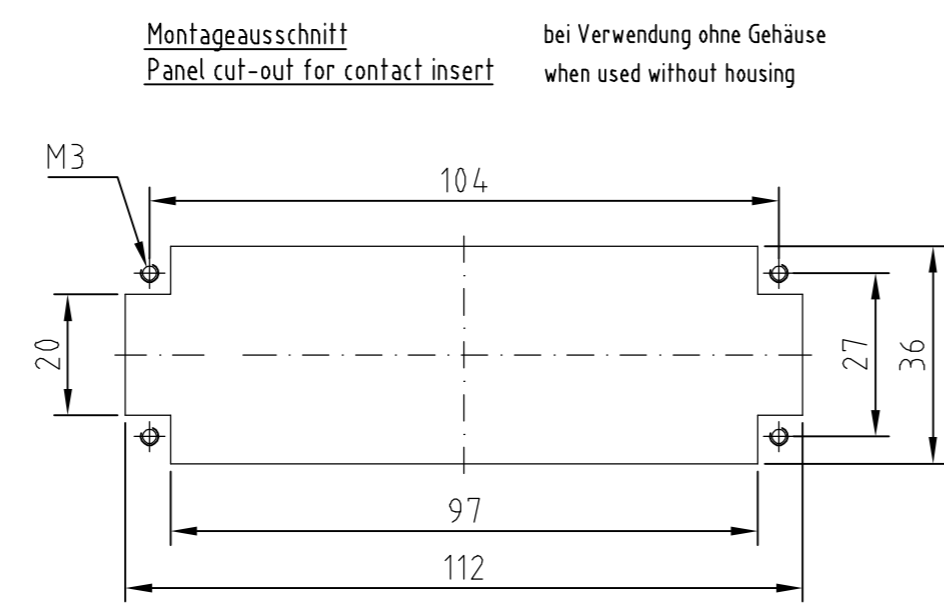 Montageausschnitt
bei Verwendung ohne Gehäuse
Panel cut-out for contact insert
when used without housing
M3
104
20
27
36
97
112